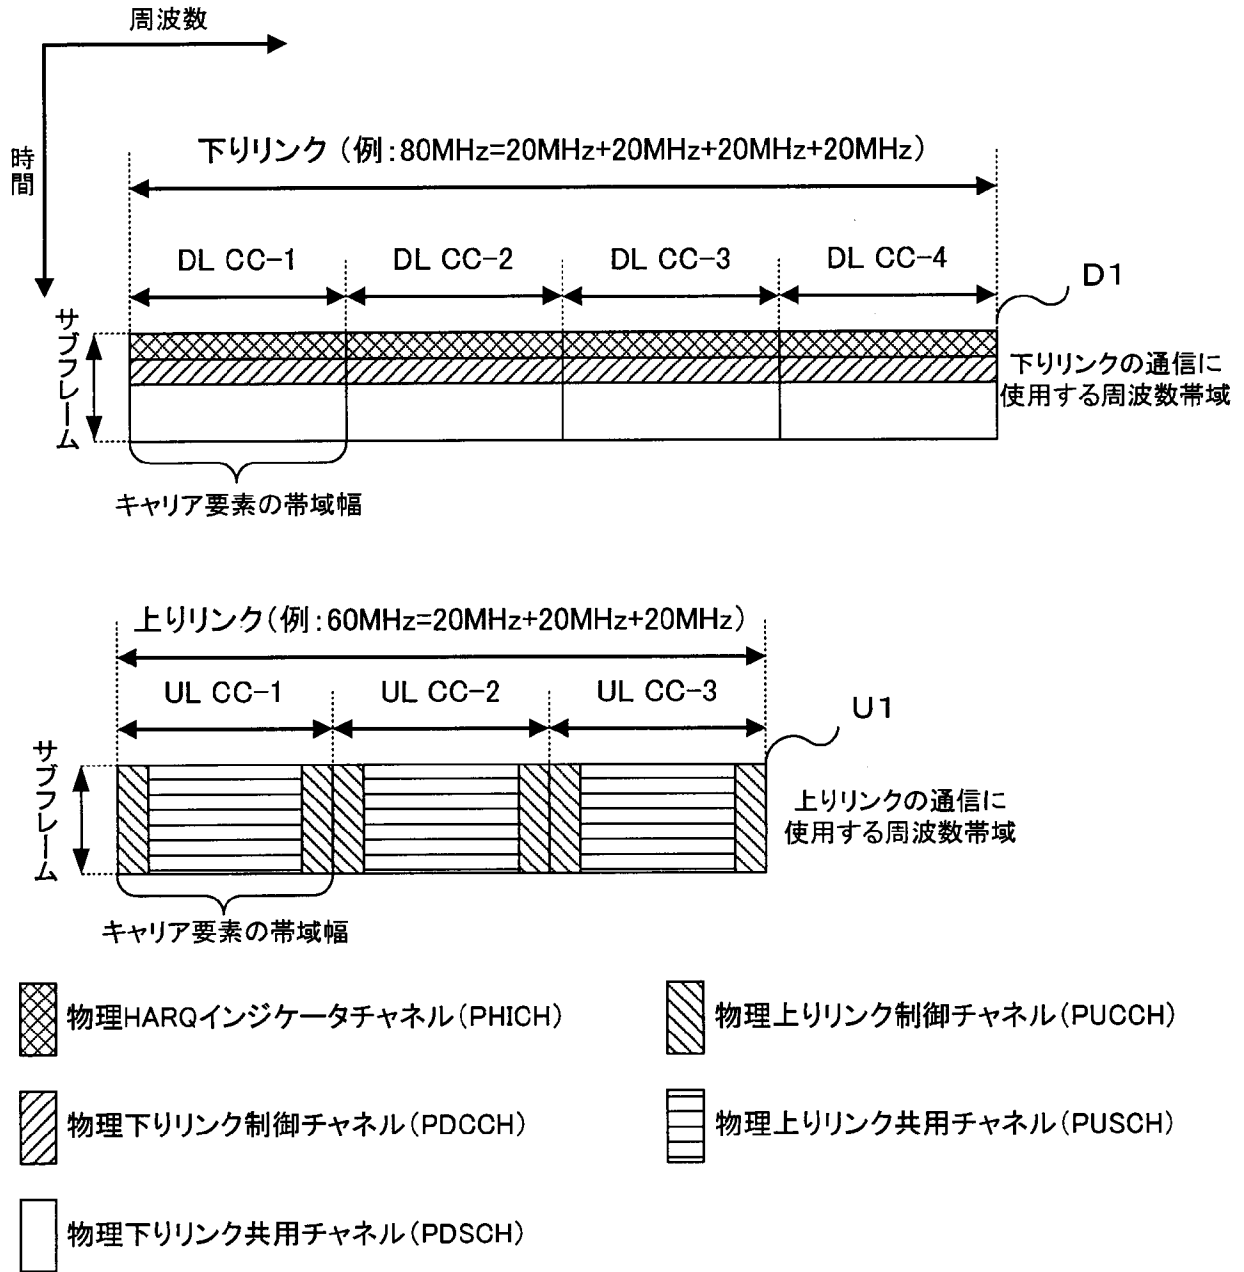 周波数
時間
下りリンク（例：80MHz=20MHz+20MHz+20MHz+20MHz）
DL CC-1
DL CC-2
DL CC-3
DL CC-4
D1
サブフレーム
下りリンクの通信に
使用する周波数帯域
キャリア要素の帯域幅
上りリンク（例：60MHz=20MHz+20MHz+20MHz）
UL CC-1
UL CC-2
UL CC-3
U1
サブフレーム
上りリンクの通信に
使用する周波数帯域
キャリア要素の帯域幅
物理HARQインジケータチャネル（PHICH）
物理上りリンク制御チャネル（PUCCH）
物理下りリンク制御チャネル（PDCCH）
物理上りリンク共用チャネル（PUSCH）
物理下りリンク共用チャネル（PDSCH）